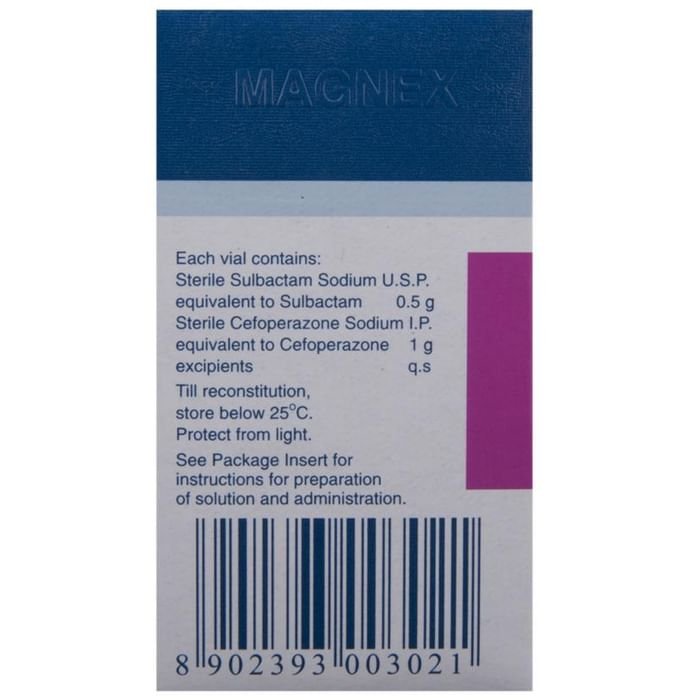 MAGNEX
Each vial contains:
Sterile Sulbactam Sodium U.S.P.
equivalent to Sulbactam 0.5 g
Sterile Cefoperazone Sodium I.P.
equivalent to Cefoperazone 1 g
excipients q.s
Till reconstitution,
store below 25°C.
Protect from light.
See Package Insert for
instructions for preparation
of solution and administration.
8 902393 003021